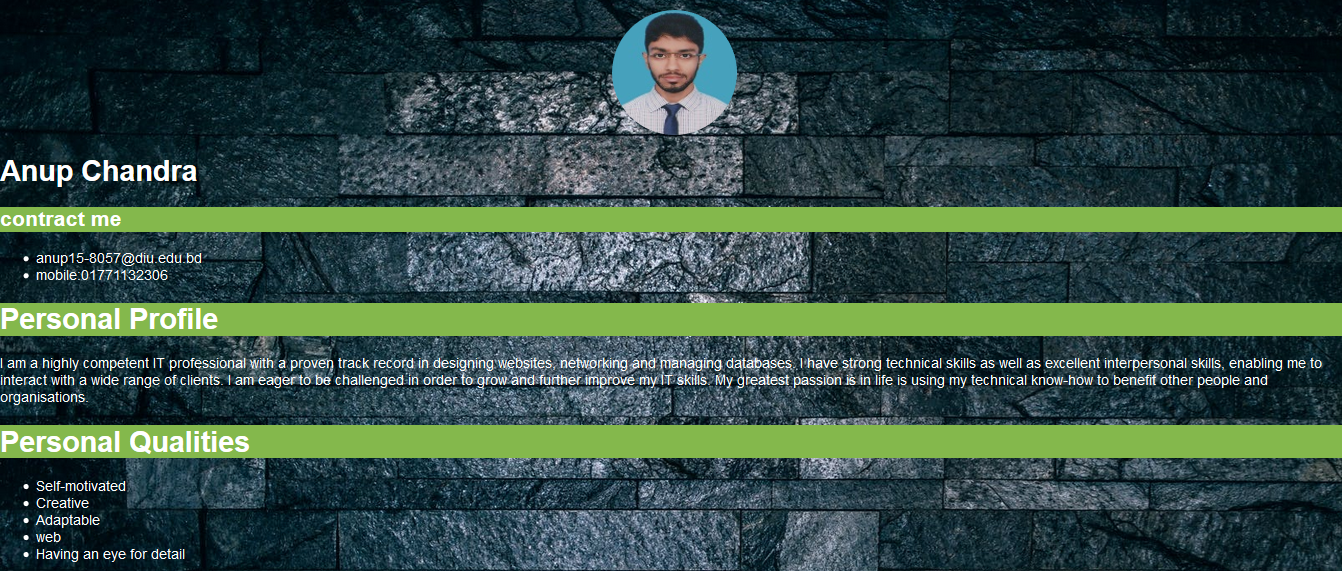 Anup Chandra
contract me
anup15-8057@diu.edu.bd
mobile:01771132306
Personal Profile
I am a highly competent IT professional with a proven track record in designing websites, networking and managing databases. I have strong technical skills as well as excellent interpersonal skills, enabling me to
interact with a wide range of clients. I am eager to be challenged in order to grow and further improve my IT skills. My greatest passion is in life is using my technical know-how to benefit other people and
organisations.
Personal Qualities
Self-motivated
Creative
Adaptable
web
Having an eye for detail